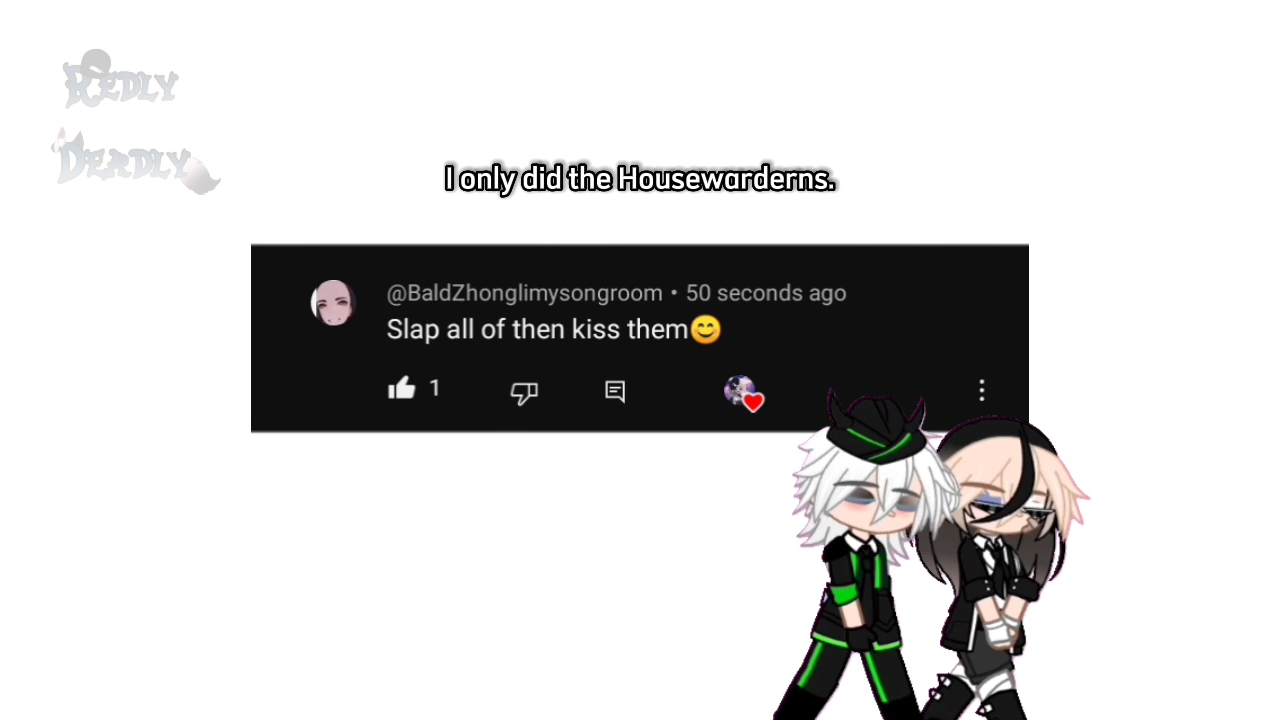 REDLY
DEADLY
I only did the Housewarderns.
@BaldZhonglimysongroom • 50 seconds ago
Slap all of then kiss them😊
1